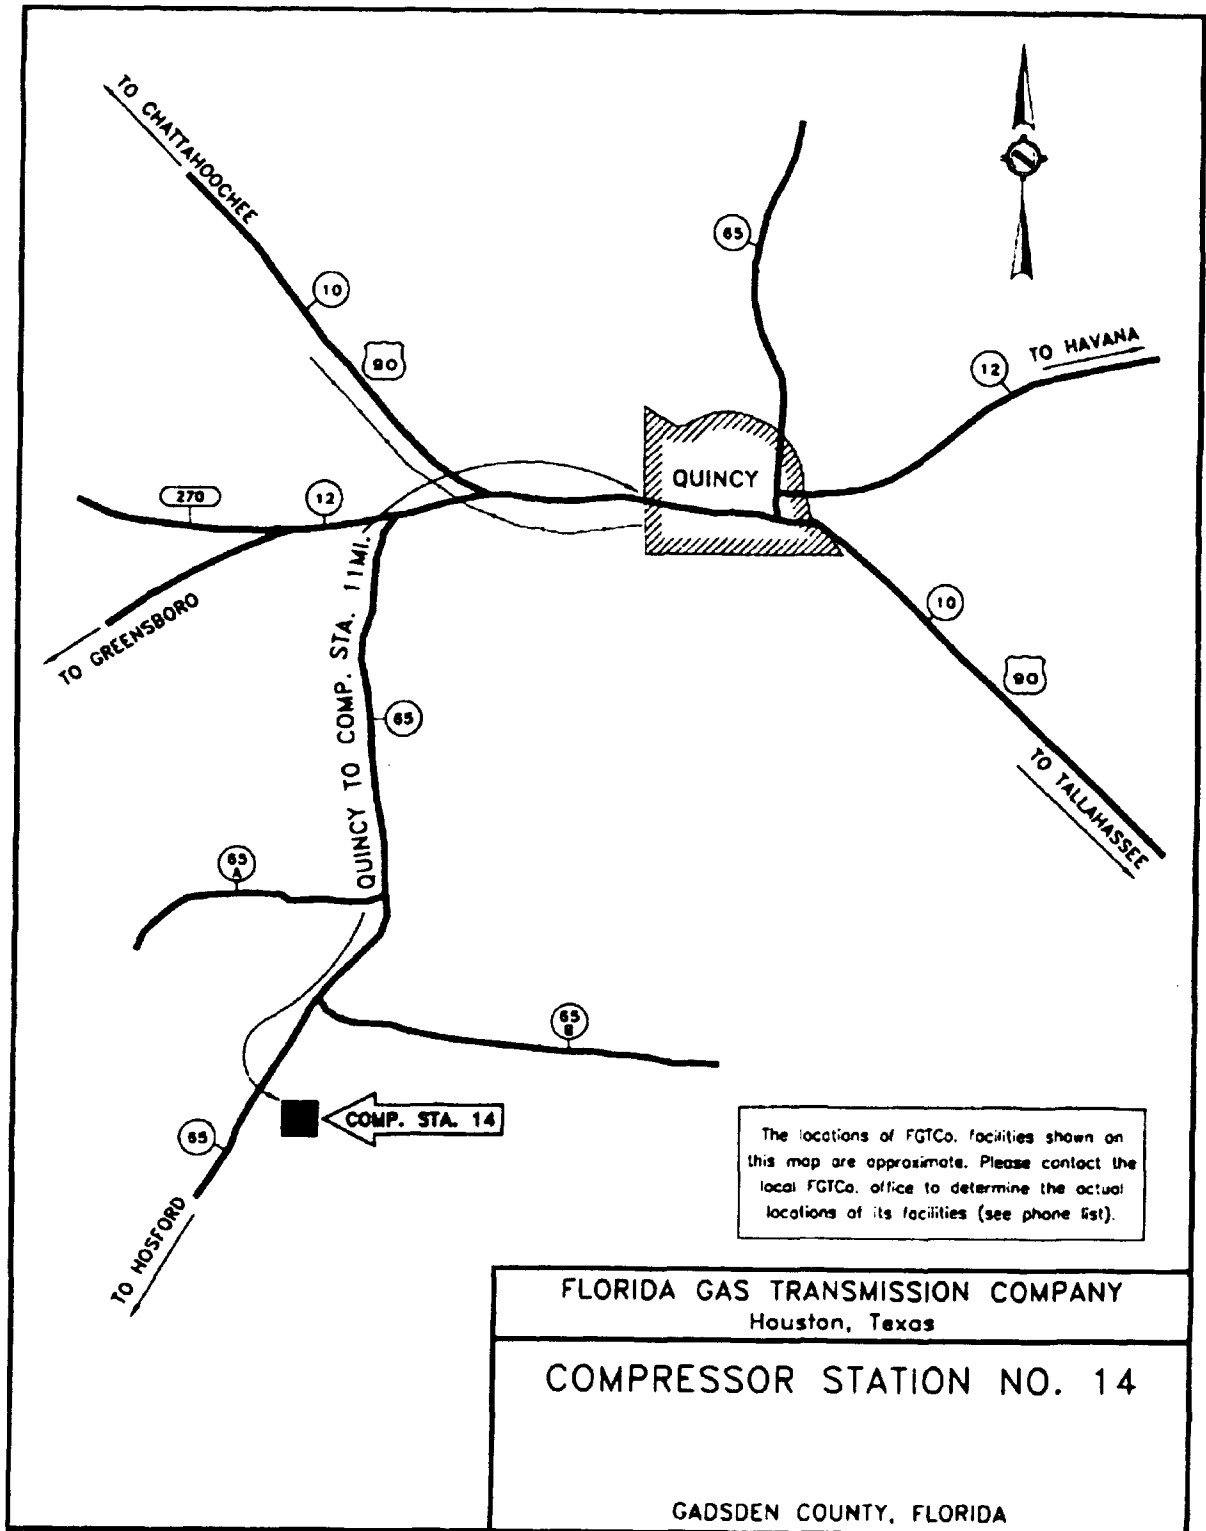 TO CHATTAHOOCHEE
65
10
90
TO HAVANA
12
QUINCY
270
12
TO GREENSBORO
QUINCY TO COMP. STA. 11MI.
10
90
65
TO TALLAHASSEE
65
A
65
B
COMP. STA. 14
65
TO HOSFORD
The locations of FGTCo. facilities shown on
this map are approximate. Please contact the
local FGTCo. office to determine the actual
locations of its facilities (see phone list).
FLORIDA GAS TRANSMISSION COMPANY
Houston, Texas
COMPRESSOR STATION NO. 14
GADSDEN COUNTY, FLORIDA